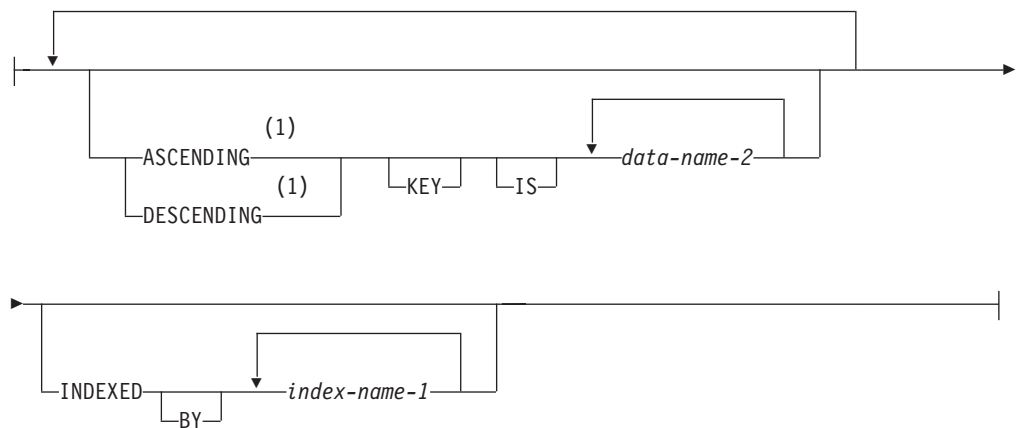 (1)
ASCENDING data-name-2
(1) KEY IS
DESCENDING
INDEXED index-name-1
BY